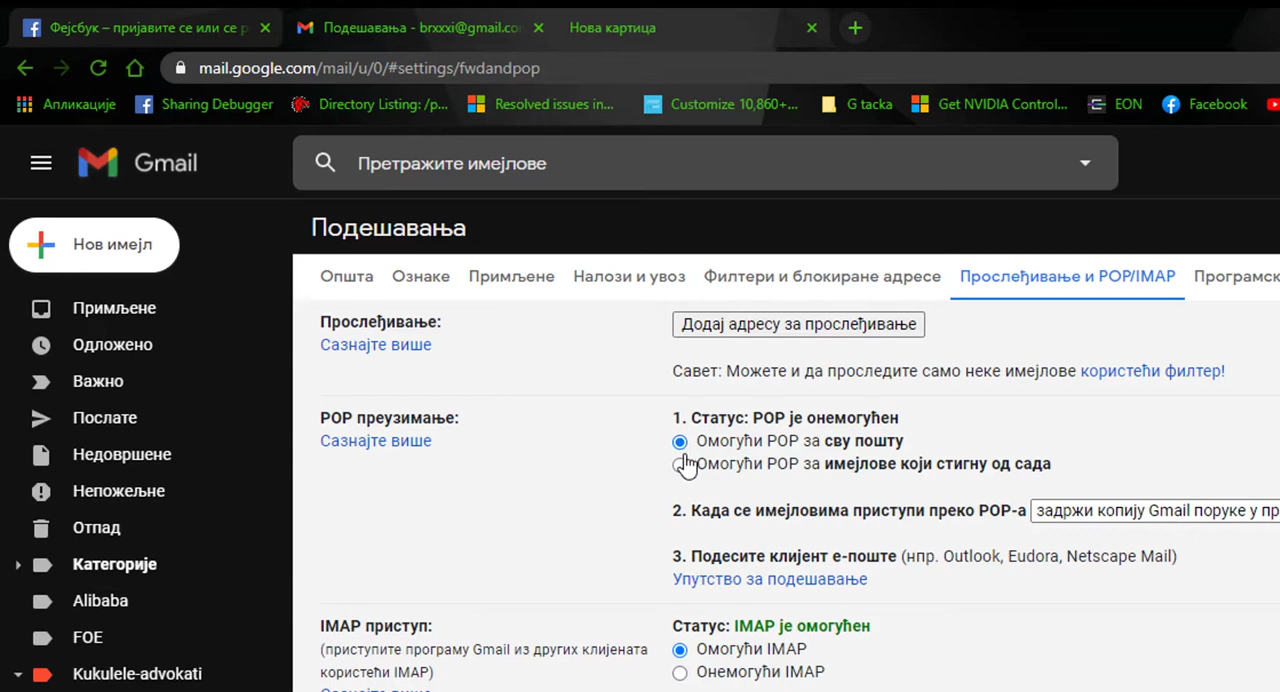 Фејсбук – пријавите се или се р
Подешавања - brxxxi@gmail.co
Нова картица
mail.google.com/mail/u/0/#settings/fwdandpop
Апликације
Sharing Debugger
Directory Listing: /p...
Resolved issues in...
Customize 10,860+...
G tacka
Get NVIDIA Control...
EON
Facebook
Gmail
Претражите имејлове
Нов имејл
Примљене
Одложено
Важно
Послате
Недовршене
Непожељне
Отпад
Категорије
Alibaba
FOE
Kukulele-advokati
Подешавања
Општа
Ознаке
Примљене
Налози и увоз
Филтери и блокиране адресе
Прослеђивање и POP/IMAP
Програмск
Прослеђивање:
Сазнајте више
Додај адресу за прослеђивање
Савет: Можете и да проследите само неке имејлове користећи филтер!
POP преузимање:
Сазнајте више
1. Статус: POP је онемогућен
Омогући POP за сву пошту
Омогући POP за имејлове који стигну од сада
2. Када се имејловима приступи преко POP-а задржи копију Gmail поруке у пр
3. Подесите клијент е-поште (нпр. Outlook, Eudora, Netscape Mail)
Упутство за подешавање
IMAP приступ:
(приступите програму Gmail из других клијената
користећи IMAP)
Сазнајте више
Статус: IMAP је омогућен
Омогући IMAP
Онемогући IMAP